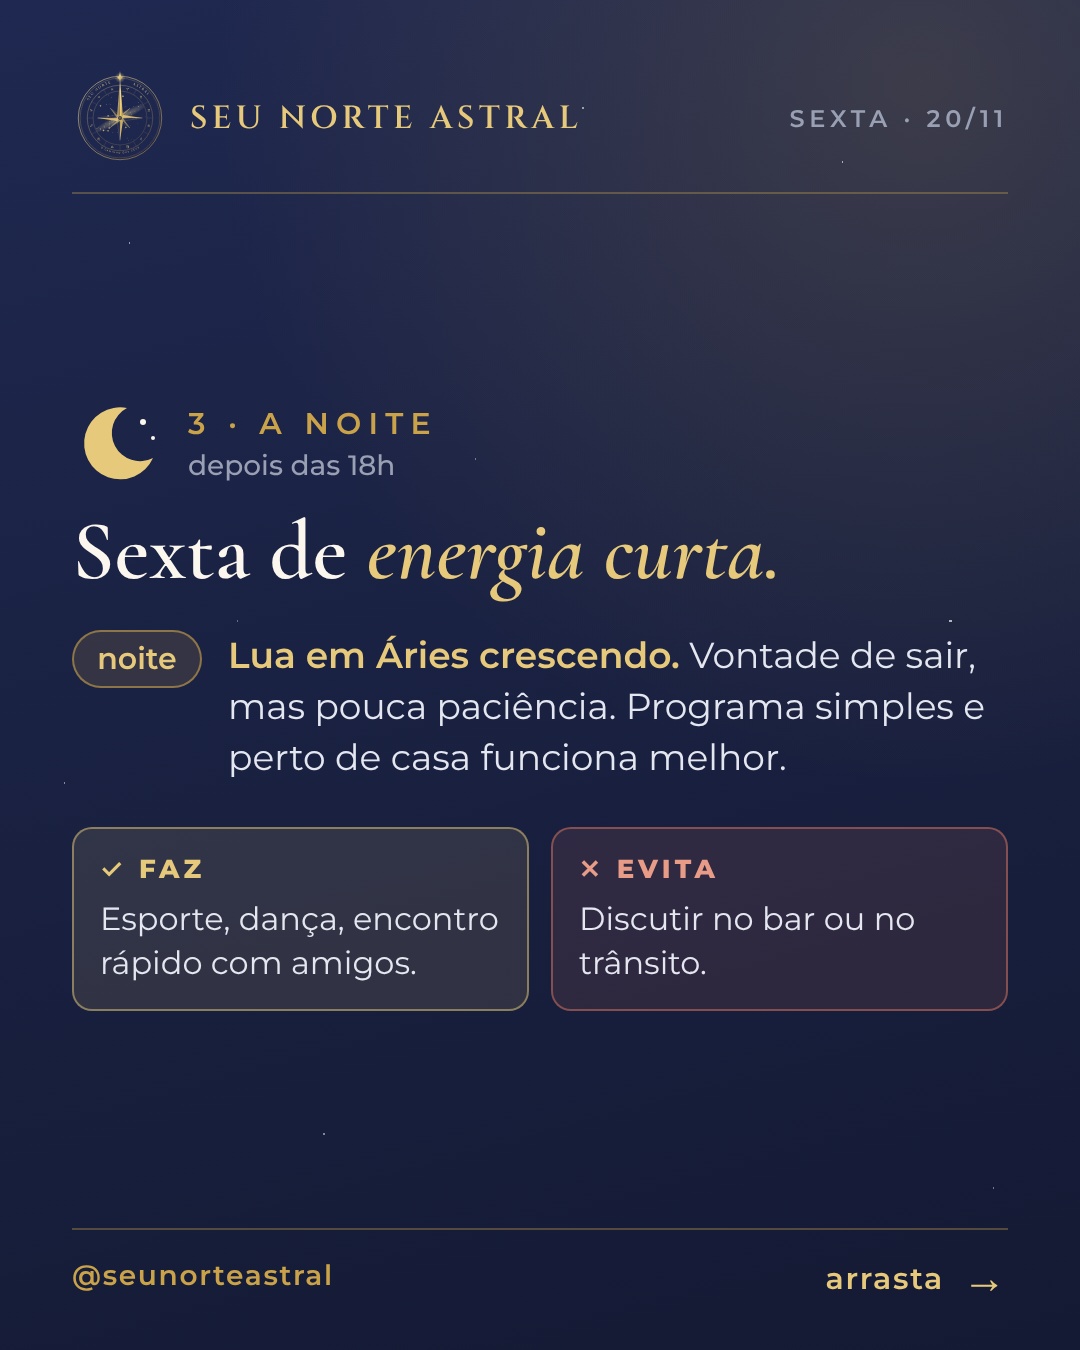 SEU NORTE ASTRAL
SEXTA · 20/11
3 · A NOITE
depois das 18h
Sexta de energia curta.
noite
Lua em Áries crescendo. Vontade de sair,
mas pouca paciência. Programa simples e
perto de casa funciona melhor.
✓ FAZ
Esporte, dança, encontro
rápido com amigos.
✕ EVITA
Discutir no bar ou no
trânsito.
@seunorteastral
arrasta →